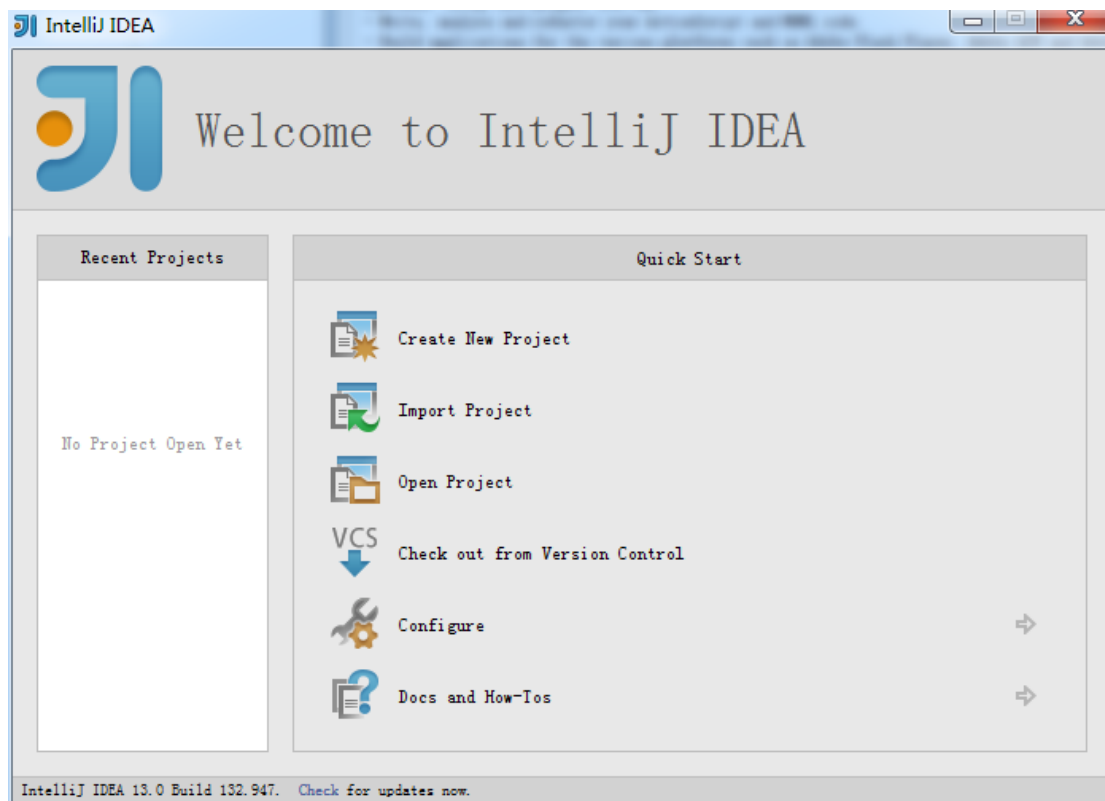 IntelliJ IDEA
Welcome to IntelliJ IDEA
Recent Projects
No Project Open Yet
Quick Start
Create New Project
Import Project
Open Project
VCS
Check out from Version Control
Configure
Docs and How-Tos
IntelliJ IDEA 13.0 Build 132.947. Check for updates now.